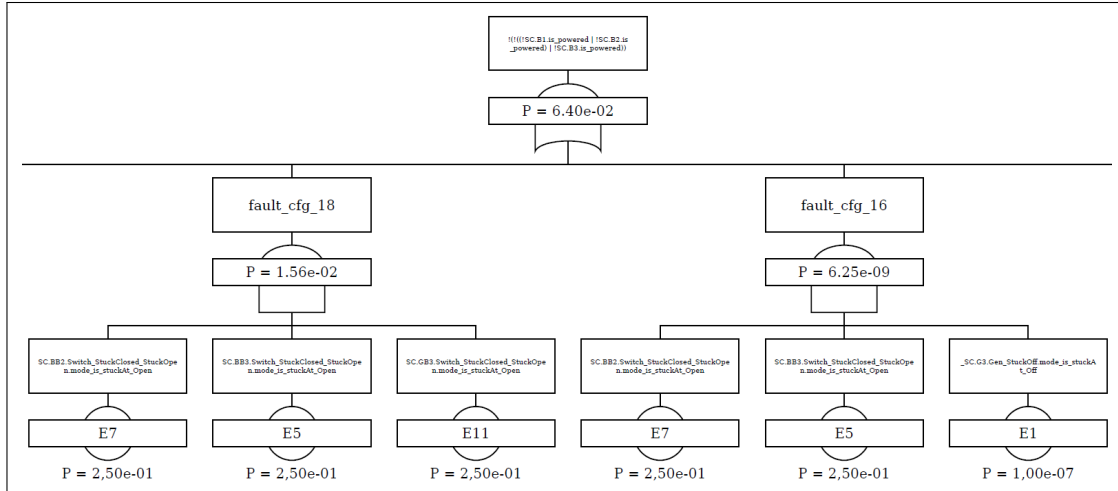 !(!((!SC.B1.is_powered | !SC.B2.is
_powered) | !SC.B3.is_powered))
P = 6.40e-02
fault_cfg_18
fault_cfg_16
P = 1.56e-02
P = 6.25e-09
SC.BB2.Switch_StuckClosed_StuckOpe
n.mode_is_stuckAt_Open
SC.BB3.Switch_StuckClosed_StuckOpe
n.mode_is_stuckAt_Open
SC.GB3.Switch_StuckClosed_StuckOpe
n.mode_is_stuckAt_Open
SC.BB2.Switch_StuckClosed_StuckOpe
n.mode_is_stuckAt_Open
SC.BB3.Switch_StuckClosed_StuckOpe
n.mode_is_stuckAt_Open
_SC.G3.Gen_StuckOff.mode_is_stuckA
t_Off
E7
E5
E11
E7
E5
E1
P = 2,50e-01
P = 2,50e-01
P = 2,50e-01
P = 2,50e-01
P = 2,50e-01
P = 1,00e-07